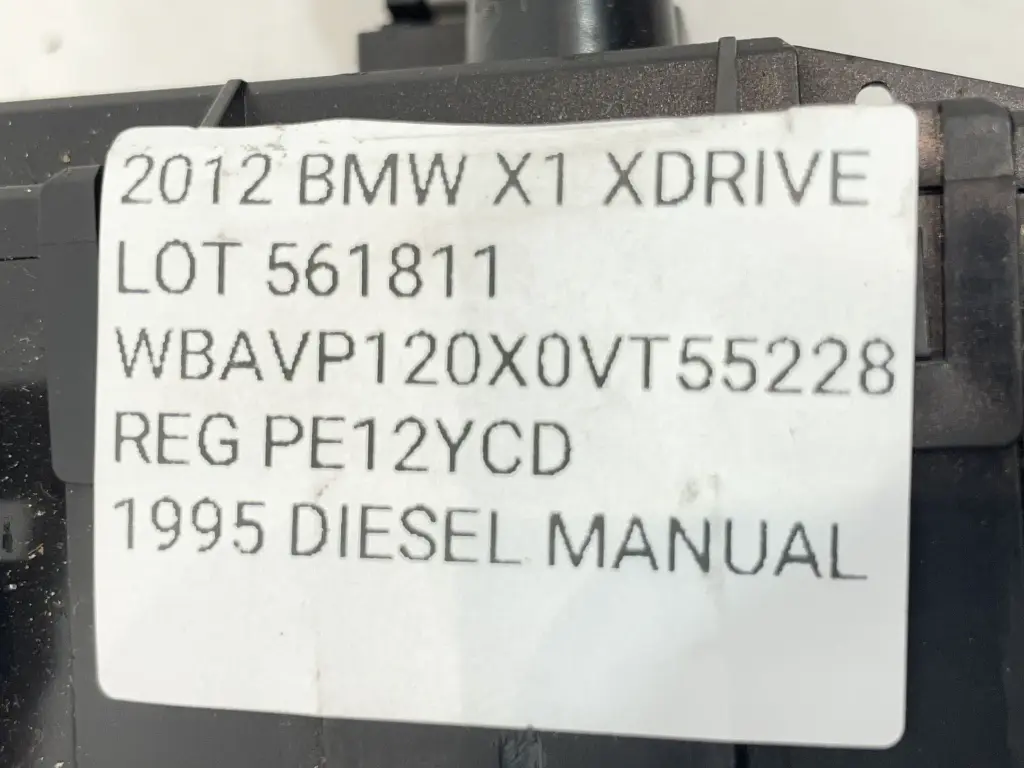 2012 BMW X1 XDRIVE
LOT 561811
WBAVP120X0VT55228
REG PE12YCD
1995 DIESEL MANUAL